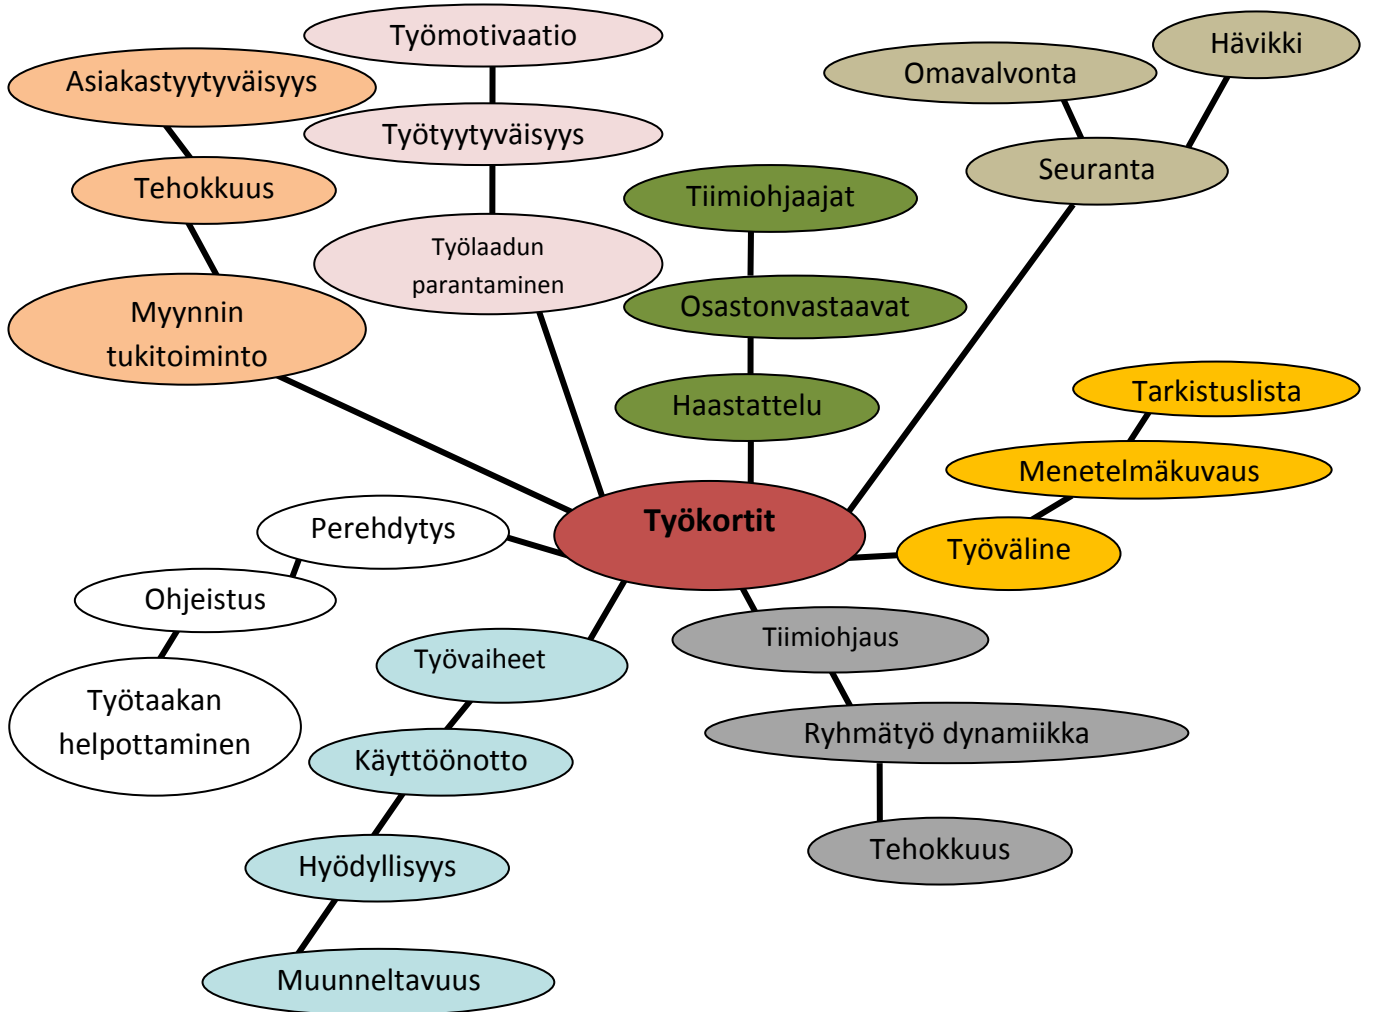 Työmotivaatio
Hävikki
Asiakastyytyväisyys
Omavalvonta
Työtyytyväisyys
Seuranta
Tehokkuus
Tiimiohjaajat
Työlaadun
parantaminen
Osastonvastaavat
Myynnin
tukitoiminto
Tarkistuslista
Haastattelu
Menetelmäkuvaus
Työkortit
Perehdytys
Työväline
Ohjeistus
Tiimiohjaus
Työvaiheet
Työtaakan
helpottaminen
Ryhmätyö dynamiikka
Käyttöönotto
Tehokkuus
Hyödyllisyys
Muunneltavuus